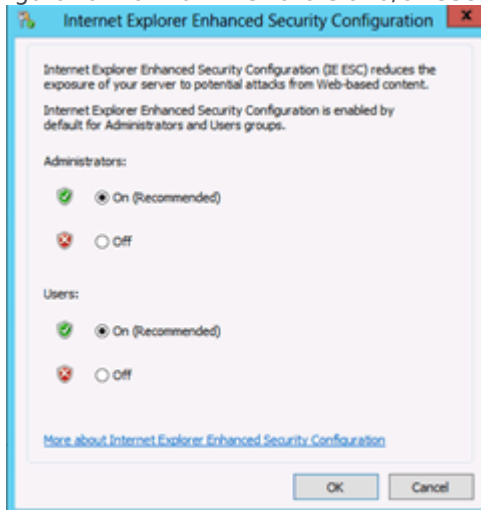 Internet Explorer Enhanced Security Configuration
Internet Explorer Enhanced Security Configuration (IE ESC) reduces the
exposure of your server to potential attacks from Web-based content.
Internet Explorer Enhanced Security Configuration is enabled by
default for Administrators and Users groups.
Administrators:
On (Recommended)
Off
Users:
On (Recommended)
Off
More about Internet Explorer Enhanced Security Configuration
OK Cancel